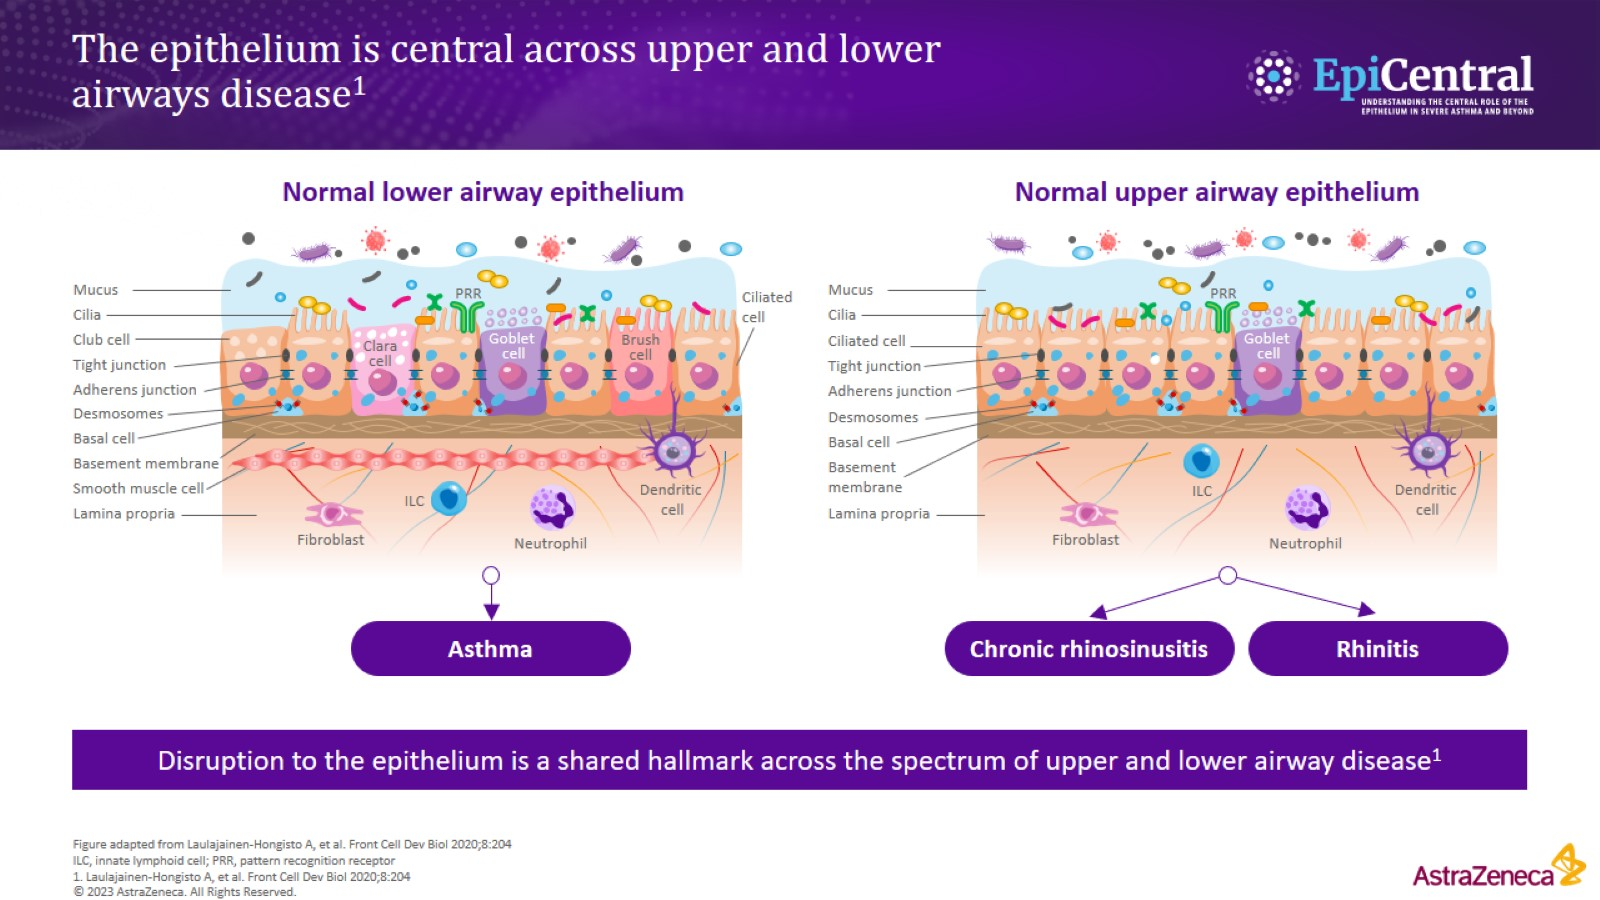 The epithelium is central across upper and lower
airways disease1
EpiCentral
UNDERSTANDING THE CENTRAL ROLE OF THE
EPITHELIUM IN SEVERE ASTHMA AND BEYOND
Normal lower airway epithelium
Mucus
Cilia
Club cell
Tight junction
Adherens junction
Desmosomes
Basal cell
Basement membrane
Smooth muscle cell
Lamina propria
PRR
Ciliated
cell
Clara
cell
Goblet
cell
Brush
cell
ILC
Dendritic
cell
Fibroblast
Neutrophil
Asthma
Normal upper airway epithelium
Mucus
Cilia
Ciliated cell
Tight junction
Adherens junction
Desmosomes
Basal cell
Basement
membrane
Lamina propria
PRR
Goblet
cell
ILC
Dendritic
cell
Fibroblast
Neutrophil
Chronic rhinosinusitis
Rhinitis
Disruption to the epithelium is a shared hallmark across the spectrum of upper and lower airway disease1
Figure adapted from Laulajainen-Hongisto A, et al. Front Cell Dev Biol 2020;8:204
ILC, innate lymphoid cell; PRR, pattern recognition receptor
1. Laulajainen-Hongisto A, et al. Front Cell Dev Biol 2020;8:204
© 2023 AstraZeneca. All Rights Reserved.
AstraZeneca